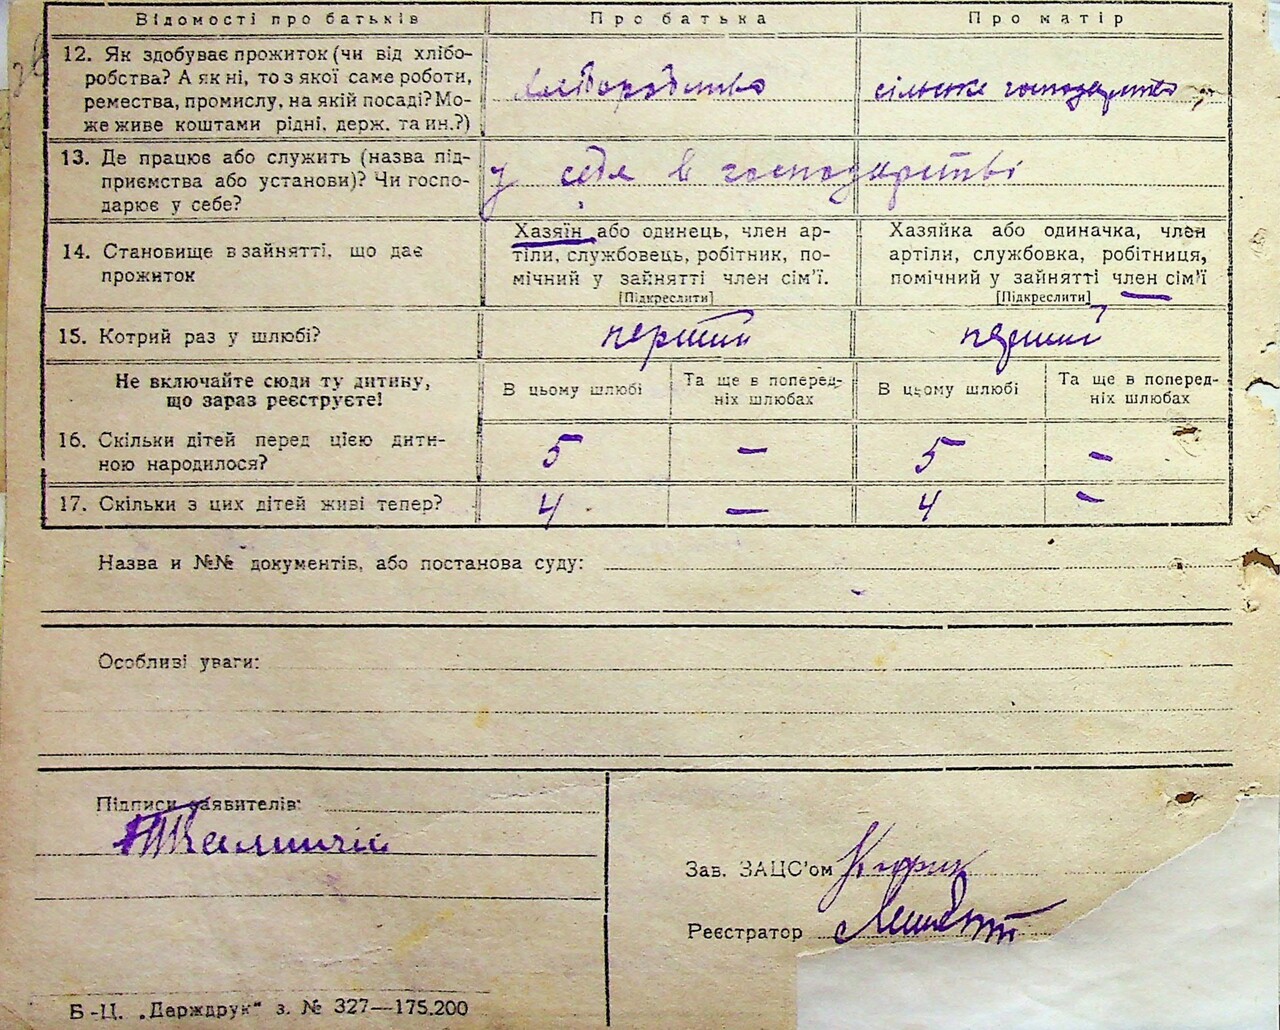 Відомості про батьків Про батька Про матір
12. Як здобуває прожиток (чи від хлібо-
робства? А як ні, то з якої саме роботи,
ремества, промислу, на якій посаді? Мо-
же живе коштами рідні, держ. та ин.?)
хліборобство сільське господарство
13. Де працює або служить (назва під-
приємства або установи)? Чи госпо-
дарює у себе?
у себе в господарстві
14. Становище в зайнятті, що дає
прожиток
Хазяїн або одинець, член ар-
тіли, службовець, робітник, по-
мічний у зайнятті член сім'ї.
[Підкреслити]
Хазяйка або одиначка, член
артіли, службовка, робітниця,
помічний у зайнятті член сім'ї
[Підкреслити]
15. Котрий раз у шлюбі? перший перший
Не включайте сюди ту дитину,
що зараз реєструєте!
В цьому шлюбі
Та ще в поперед-
ніх шлюбах
В цьому шлюбі
Та ще в поперед-
ніх шлюбах
16. Скільки дітей перед цією дити-
ною народилося?
5 — 5 —
17. Скільки з цих дітей живі тепер? 4 — 4 —
Назва и №№ документів, або постанова суду:
Особливі уваги:
Підписи заявителів:
Зав. ЗАЦС'ом
Реєстратор
Б-Ц. „Держдрук" з. № 327—175.200